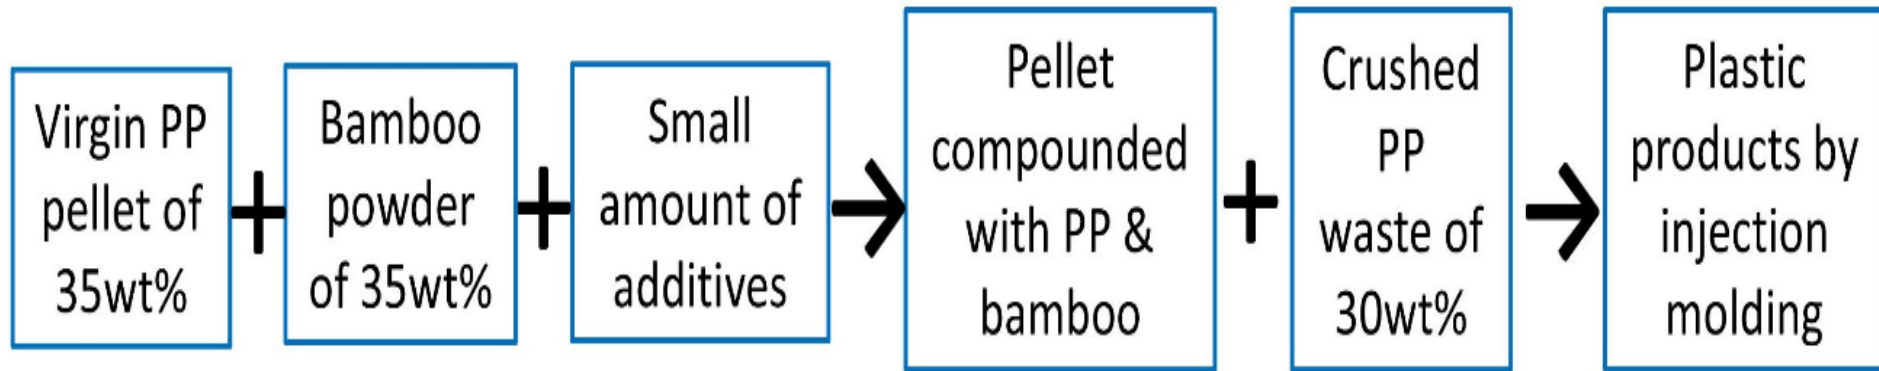 Virgin PP
pellet of
35wt%
+
Bamboo
powder
of 35wt%
+
Small
amount of
additives
→
Pellet
compounded
with PP &
bamboo
+
Crushed
PP
waste of
30wt%
→
Plastic
products by
injection
molding